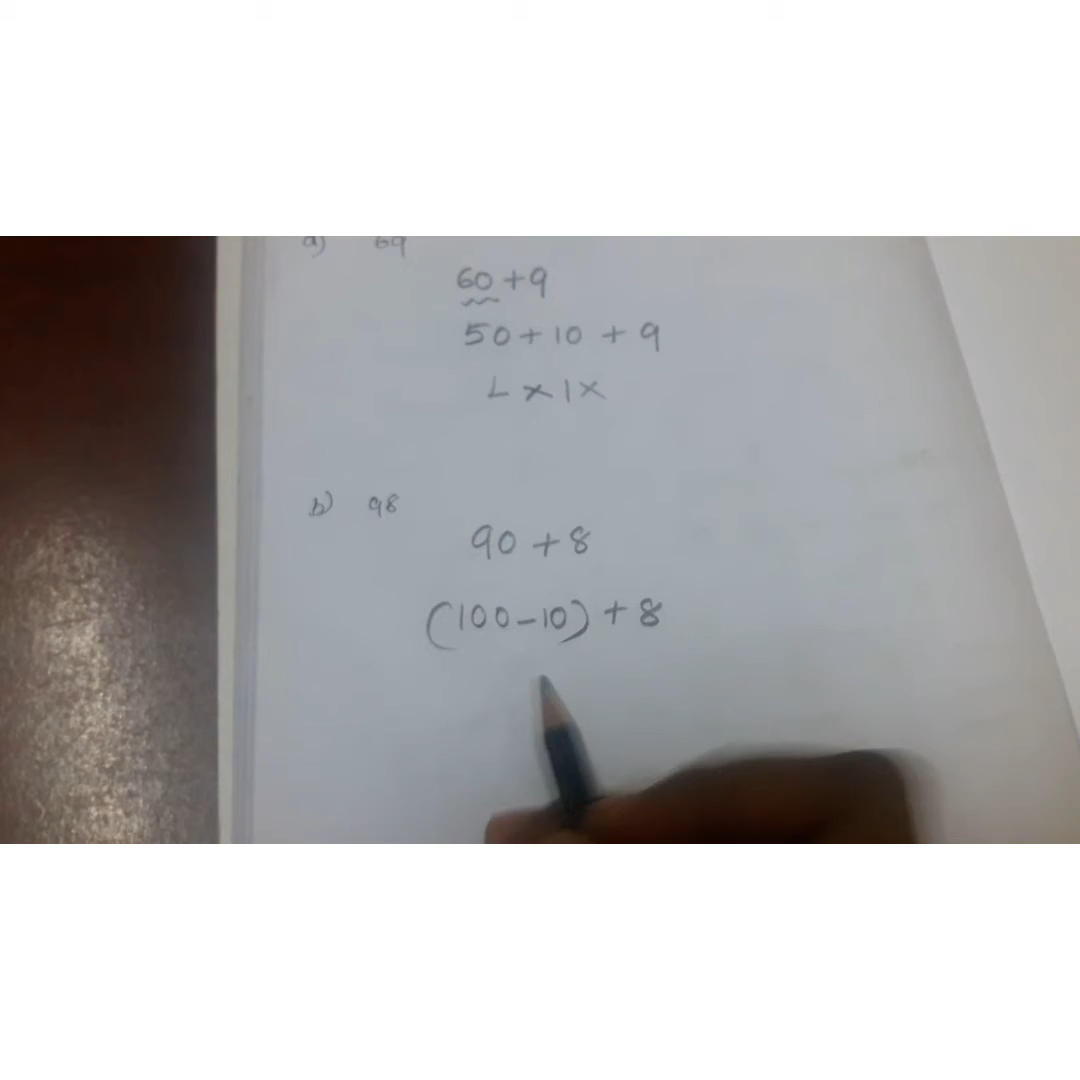 a) 69
60 + 9
50 + 10 + 9
L X I X
b) 98
90 + 8
(100 - 10) + 8